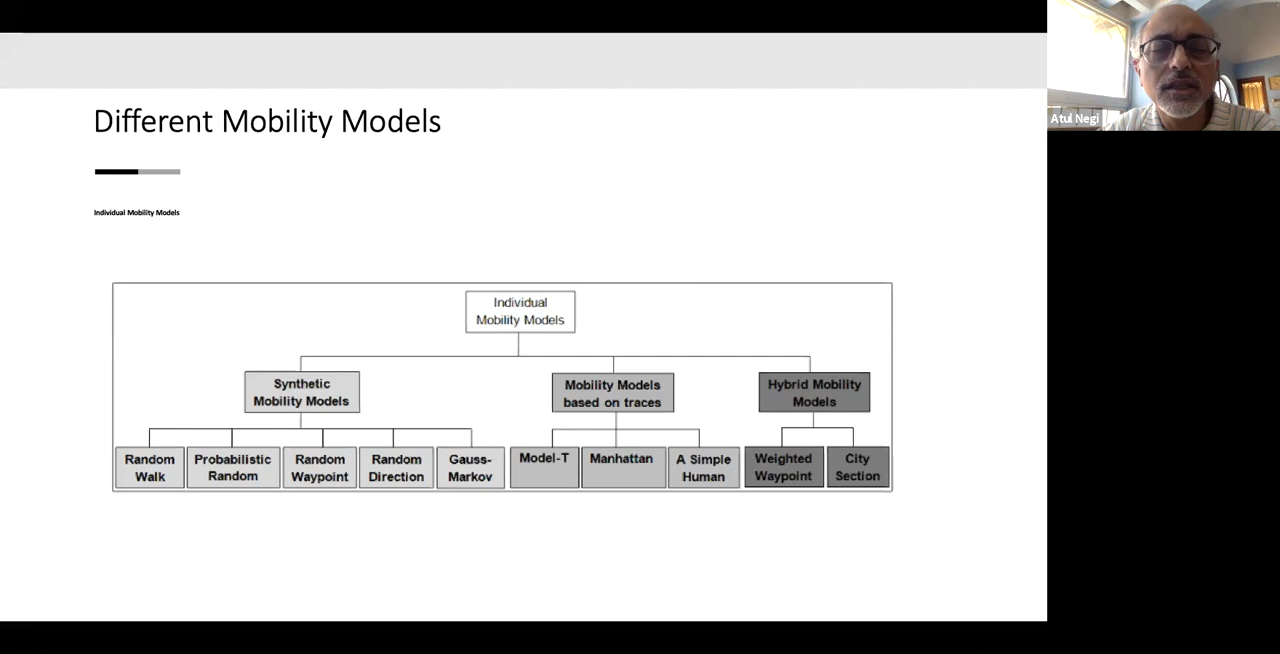 Different Mobility Models
Atul Negi
Individual Mobility Models
Individual
Mobility Models
Synthetic
Mobility Models
Mobility Models
based on traces
Hybrid Mobility
Models
Random
Walk
Probabilistic
Random
Random
Waypoint
Random
Direction
Gauss-
Markov
Model-T
Manhattan
A Simple
Human
Weighted
Waypoint
City
Section